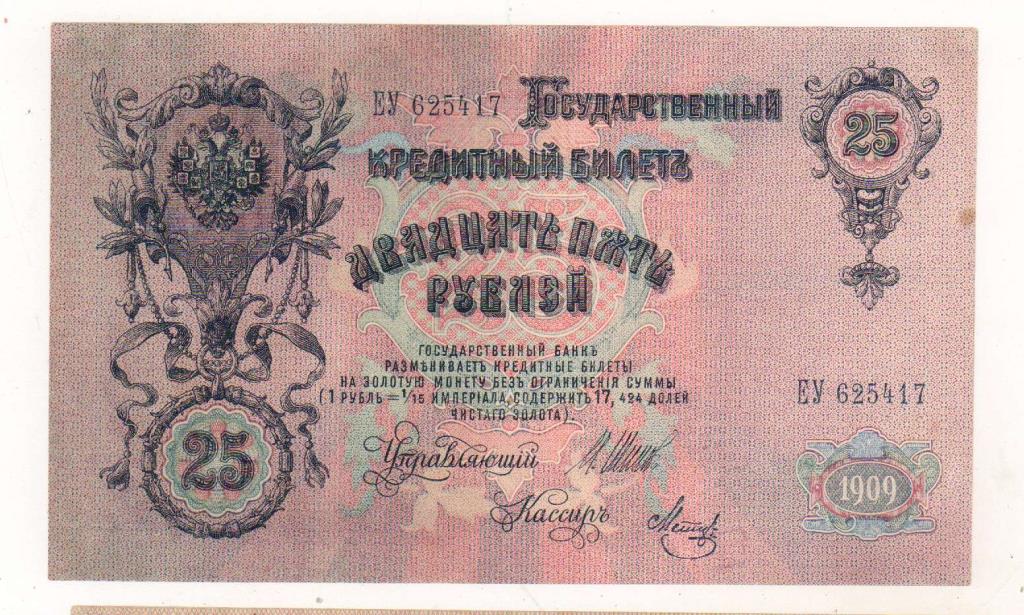 ЕУ 625417
Государственный
кредитный билетъ
25
двадцать пять
рублей
Государственный банкъ
размѣниваетъ кредитные билеты
на золотую монету безъ ограниченія суммы
(1 рубль = 1/15 имперіала, содержитъ 17,424 долей
чистаго золота).
ЕУ 625417
Управляющій
Кассиръ
25
1909